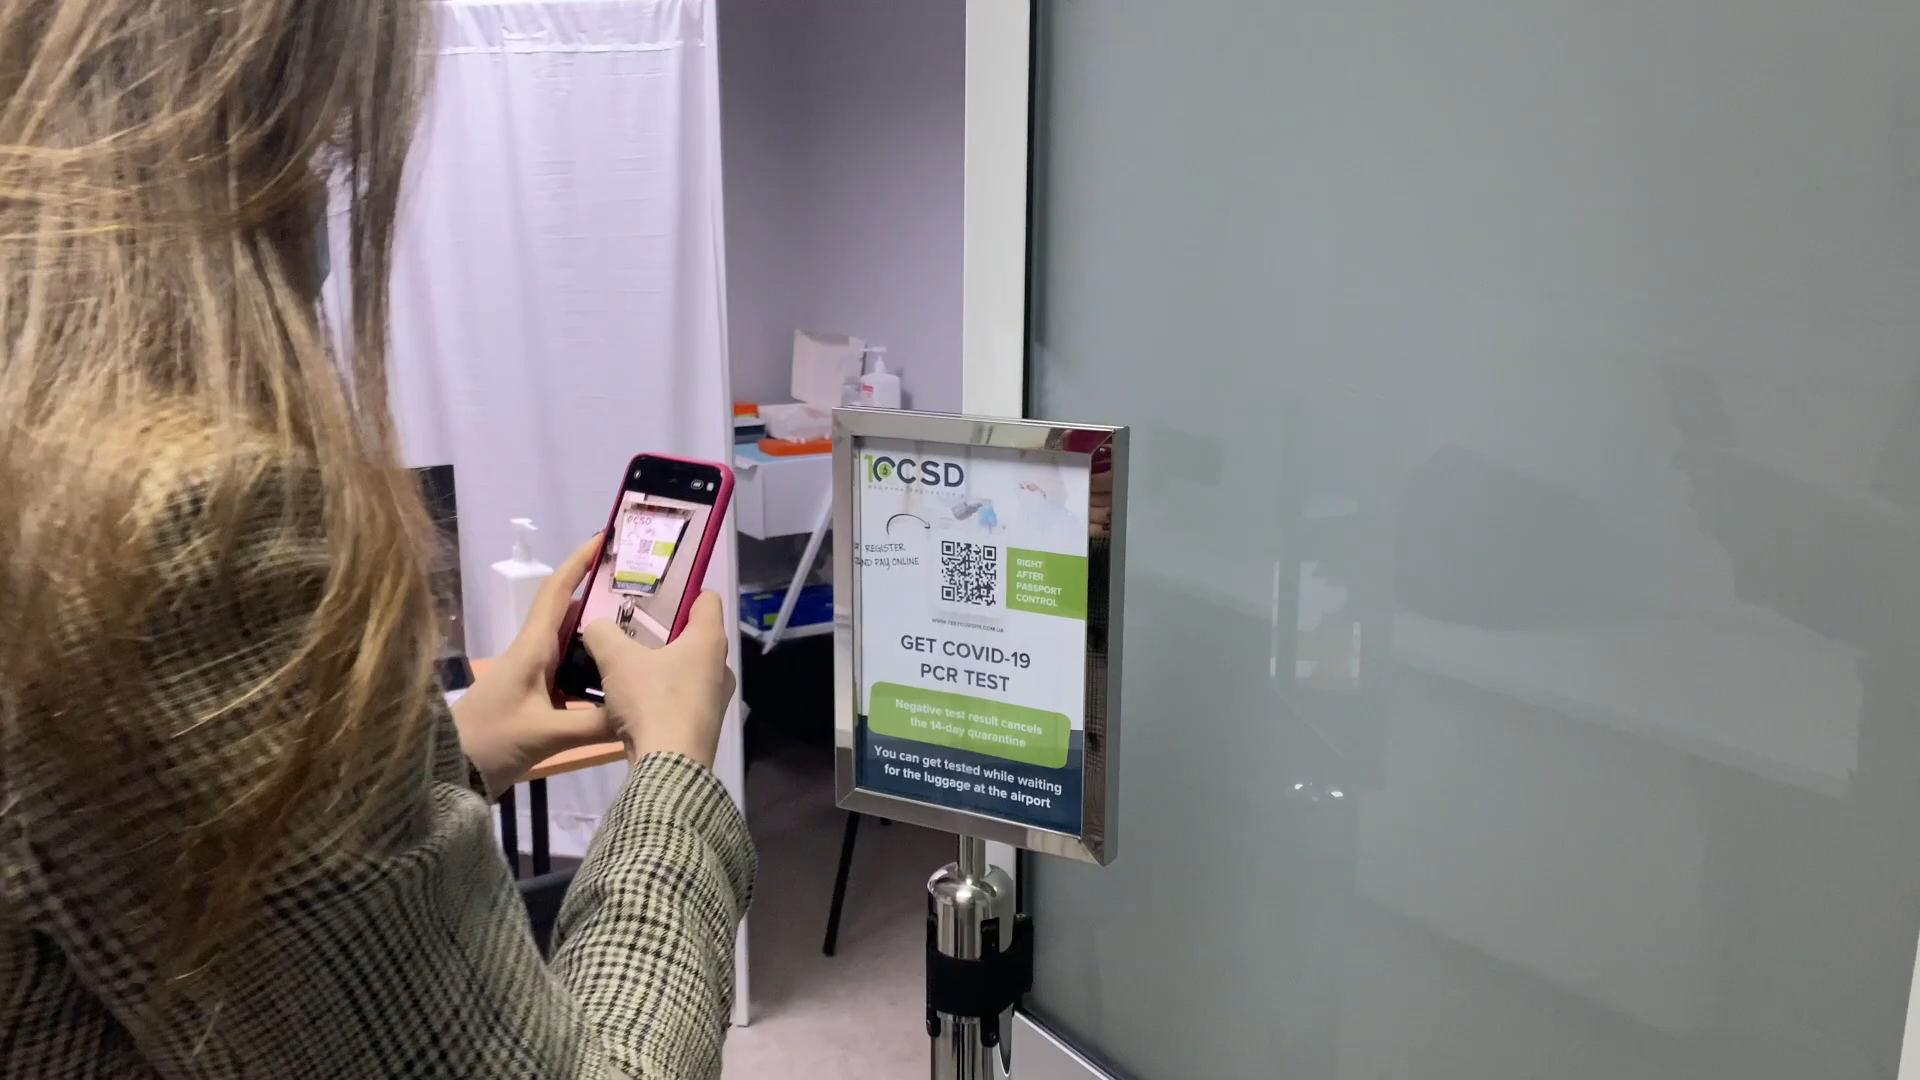 CSD
REGISTER
AND PAY ONLINE
RIGHT
AFTER
PASSPORT
CONTROL
GET COVID-19
PCR TEST
Negative test result cancels
the 14-day quarantine
You can get tested while waiting
for the luggage at the airport